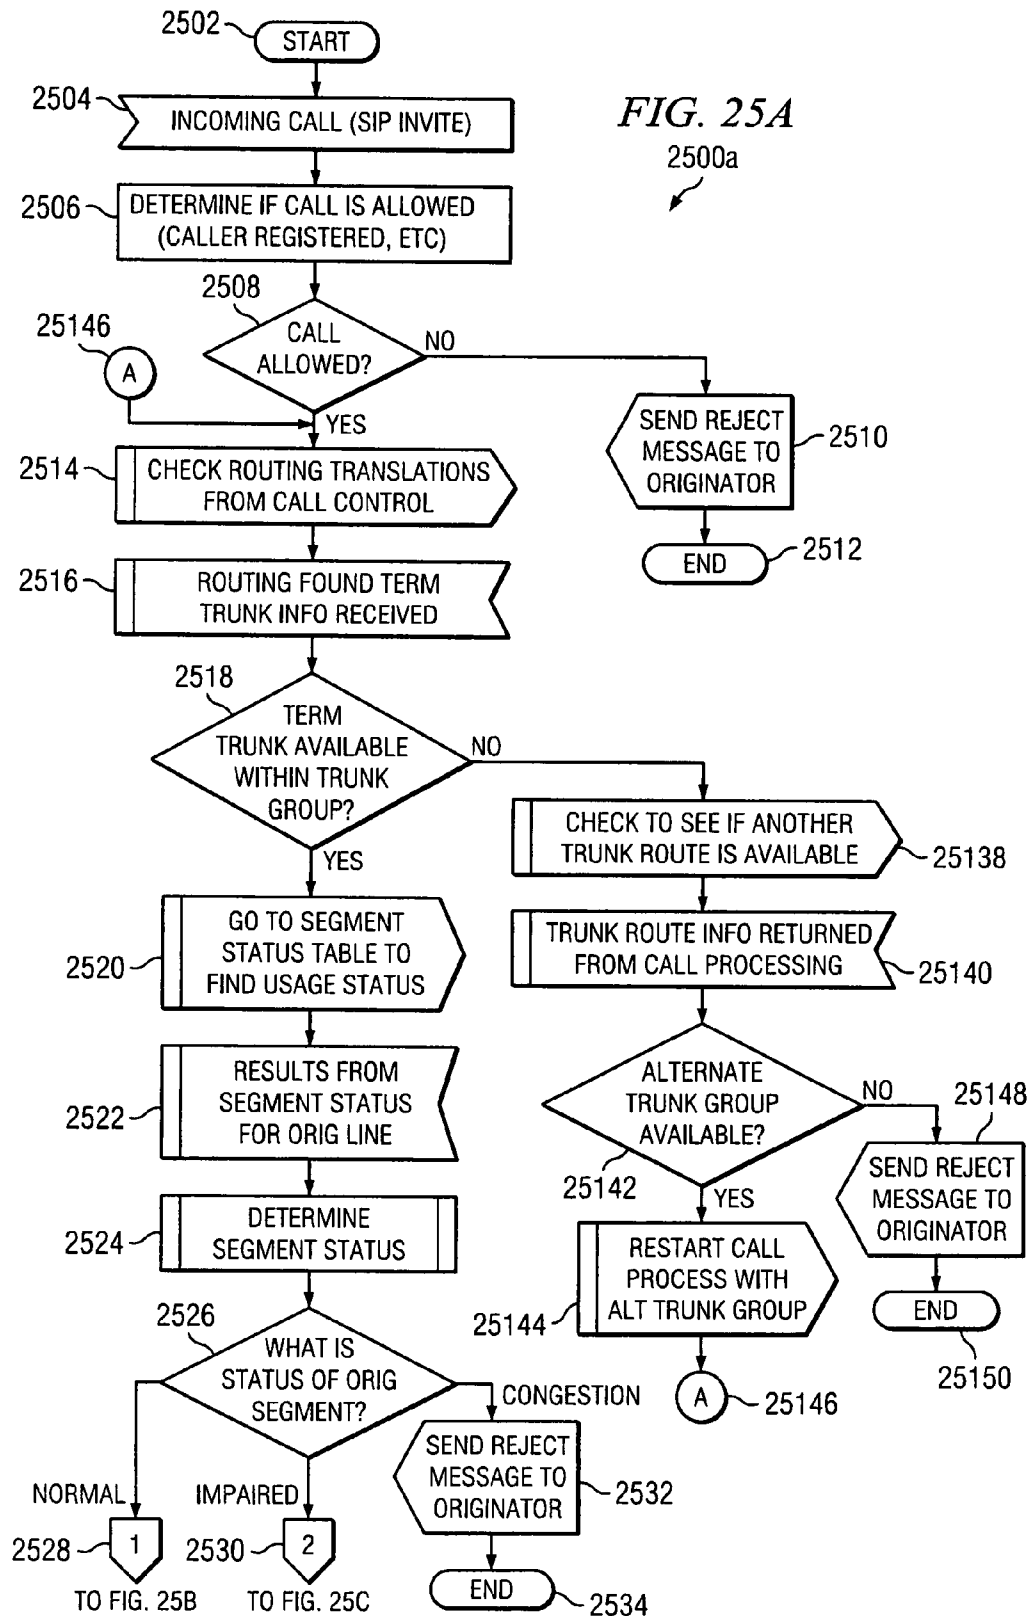 2502
START
2504
INCOMING CALL (SIP INVITE)
FIG. 25A
2500a
2506
DETERMINE IF CALL IS ALLOWED
(CALLER REGISTERED, ETC)
2508
CALL
ALLOWED?
NO
YES
25146
A
SEND REJECT
MESSAGE TO
ORIGINATOR
2510
END
2512
2514
CHECK ROUTING TRANSLATIONS
FROM CALL CONTROL
2516
ROUTING FOUND TERM
TRUNK INFO RECEIVED
2518
TERM
TRUNK AVAILABLE
WITHIN TRUNK
GROUP?
NO
YES
CHECK TO SEE IF ANOTHER
TRUNK ROUTE IS AVAILABLE
25138
2520
GO TO SEGMENT
STATUS TABLE TO
FIND USAGE STATUS
TRUNK ROUTE INFO RETURNED
FROM CALL PROCESSING
25140
2522
RESULTS FROM
SEGMENT STATUS
FOR ORIG LINE
ALTERNATE
TRUNK GROUP
AVAILABLE?
25142
NO
YES
25148
SEND REJECT
MESSAGE TO
ORIGINATOR
END
25150
2524
DETERMINE
SEGMENT STATUS
RESTART CALL
PROCESS WITH
ALT TRUNK GROUP
25144
A
25146
2526
WHAT IS
STATUS OF ORIG
SEGMENT?
CONGESTION
NORMAL
IMPAIRED
SEND REJECT
MESSAGE TO
ORIGINATOR
2532
2528
1
TO FIG. 25B
2530
2
TO FIG. 25C
END
2534